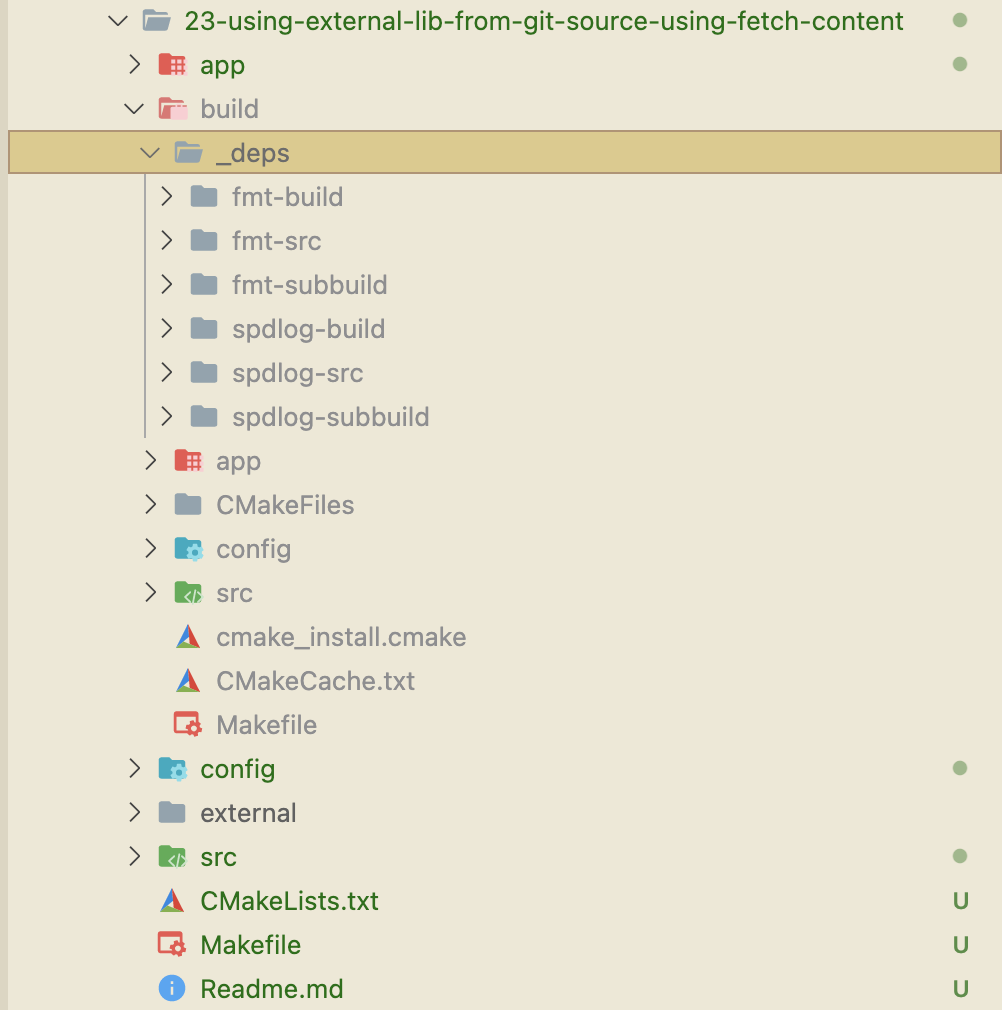 23-using-external-lib-from-git-source-using-fetch-content
app
build
_deps
fmt-build
fmt-src
fmt-subbuild
spdlog-build
spdlog-src
spdlog-subbuild
app
CMakeFiles
config
src
cmake_install.cmake
CMakeCache.txt
Makefile
config
external
src
CMakeLists.txt U
Makefile U
Readme.md U